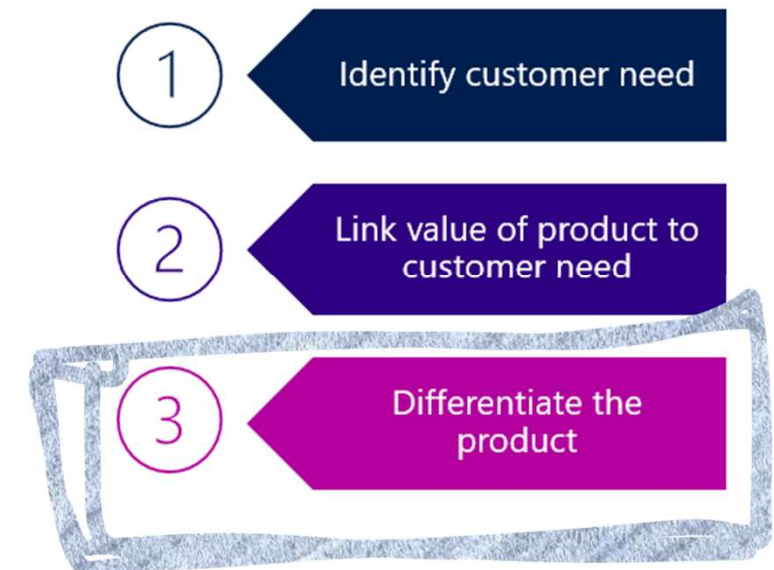 1
Identify customer need
2
Link value of product to
customer need
3
Differentiate the
product